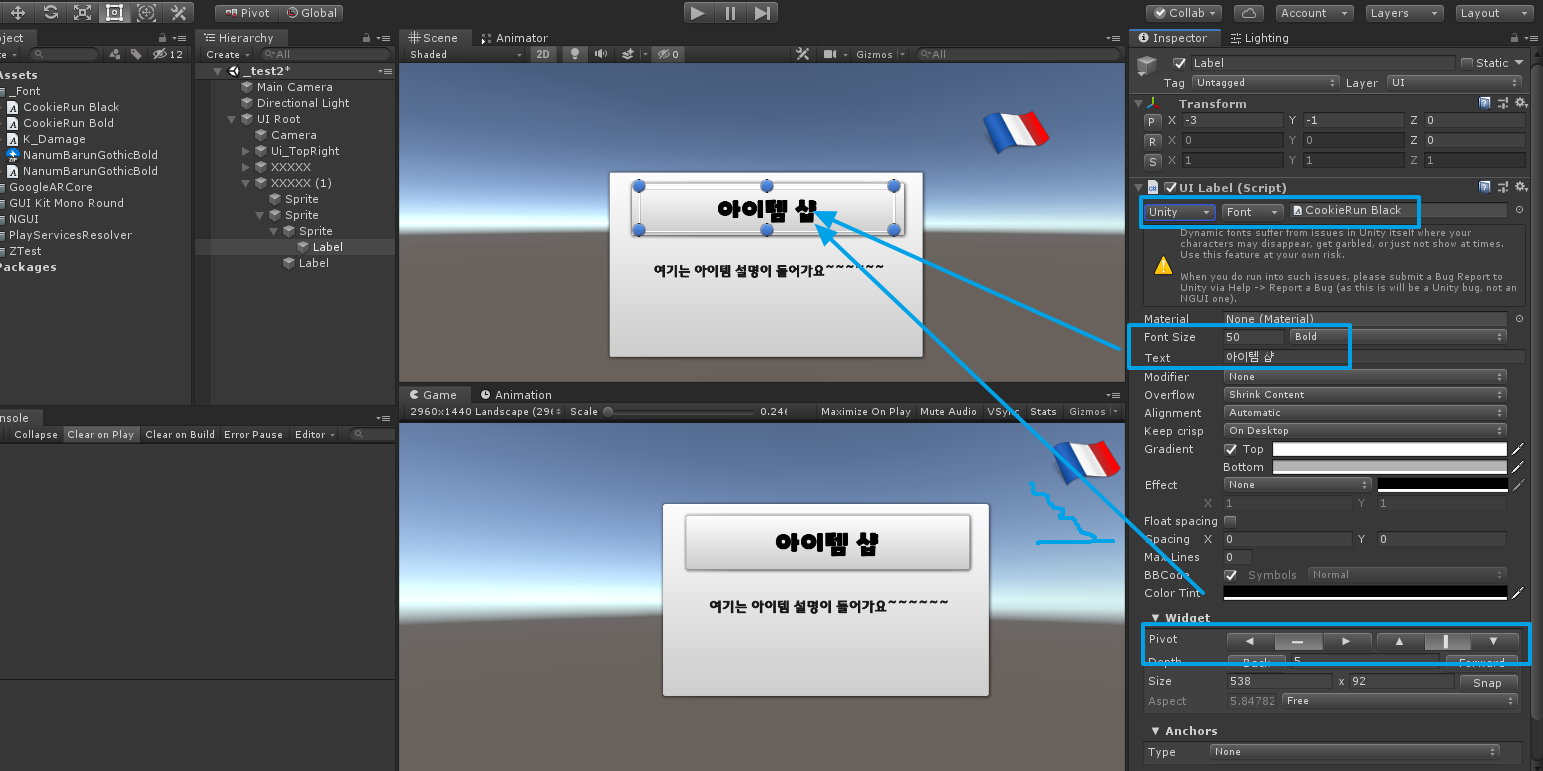 Pivot Global Collab Account Layers Layout
ject
12
Assets
_Font
CookieRun Black
CookieRun Bold
K_Damage
NanumBarunGothicBold
NanumBarunGothicBold
GoogleARCore
GUI Kit Mono Round
NGUI
PlayServicesResolver
ZTest
Packages
Hierarchy
Create All
_test2*
Main Camera
Directional Light
UI Root
Camera
Ui_TopRight
XXXXX
XXXXX (1)
Sprite
Sprite
Sprite
Label
Label
nsole
Collapse Clear on Play Clear on Build Error Pause Editor
Scene Animator
Shaded 2D 0 Gizmos All
아이템 샵
여기는 아이템 설명이 들어가요~~~~~~
Game Animation
2960x1440 Landscape (296 Scale 0.246 Maximize On Play Mute Audio VSync Stats Gizmos
아이템 샵
여기는 아이템 설명이 들어가요~~~~~~
Inspector Lighting
Label Static
Tag Untagged Layer UI
Transform
P X -3 Y -1 Z 0
R X 0 Y 0 Z 0
S X 1 Y 1 Z 1
UI Label (Script)
Unity Font CookieRun Black
Dynamic fonts suffer from issues in Unity itself where your
characters may disappear, get garbled, or just not show at times.
Use this feature at your own risk.
When you do run into such issues, please submit a Bug Report to
Unity via Help -> Report a Bug (as this is will be a Unity bug, not an
NGUI one).
Material None (Material)
Font Size 50 Bold
Text 아이템 샵
Modifier None
Overflow Shrink Content
Alignment Automatic
Keep crisp On Desktop
Gradient Top
Bottom
Effect None
X 1 Y 1
Float spacing
Spacing X 0 Y 0
Max Lines 0
BBCode Symbols Normal
Color Tint
Widget
Pivot
Depth Back 5 Forward
Size 538 x 92 Snap
Aspect 5.84782 Free
Anchors
Type None